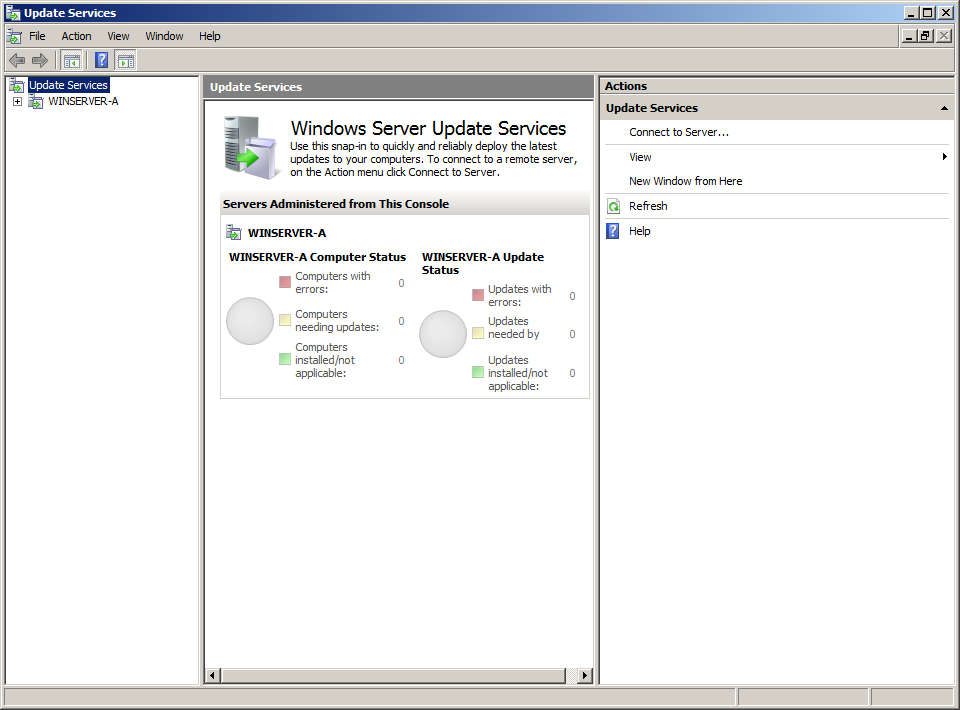 Update Services
File Action View Window Help
Update Services
WINSERVER-A
Update Services
Windows Server Update Services
Use this snap-in to quickly and reliably deploy the latest
updates to your computers. To connect to a remote server,
on the Action menu click Connect to Server.
Servers Administered from This Console
WINSERVER-A
WINSERVER-A Computer Status
Computers with
errors: 0
Computers
needing updates: 0
Computers
installed/not
applicable: 0
WINSERVER-A Update
Status
Updates with
errors: 0
Updates
needed by 0
Updates
installed/not
applicable: 0
Actions
Update Services
Connect to Server...
View
New Window from Here
Refresh
Help